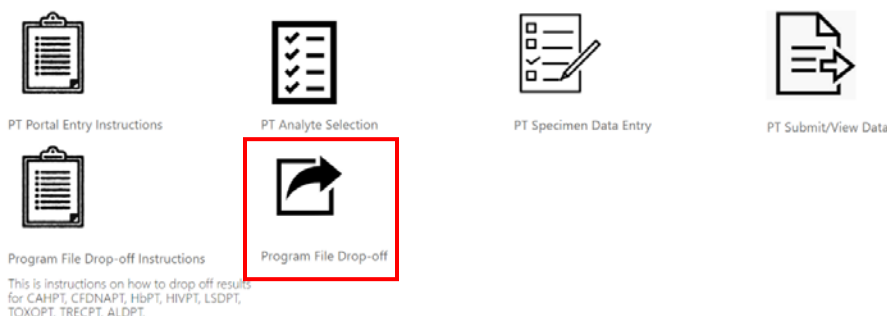 PT Portal Entry Instructions
PT Analyte Selection
PT Specimen Data Entry
PT Submit/View Data
Program File Drop-off Instructions
Program File Drop-off
This is instructions on how to drop off results
for CAHPT, CFDNAPT, HbPT, HIVPT, LSDPT,
TOXOPT, TRECPT, ALDPT.